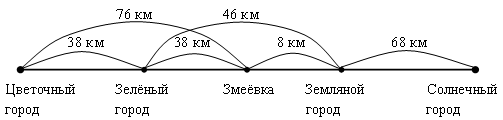 76 км 46 км
38 км 38 км 8 км 68 км
Цветочный Зелёный Змеёвка Земляной Солнечный
город город город город